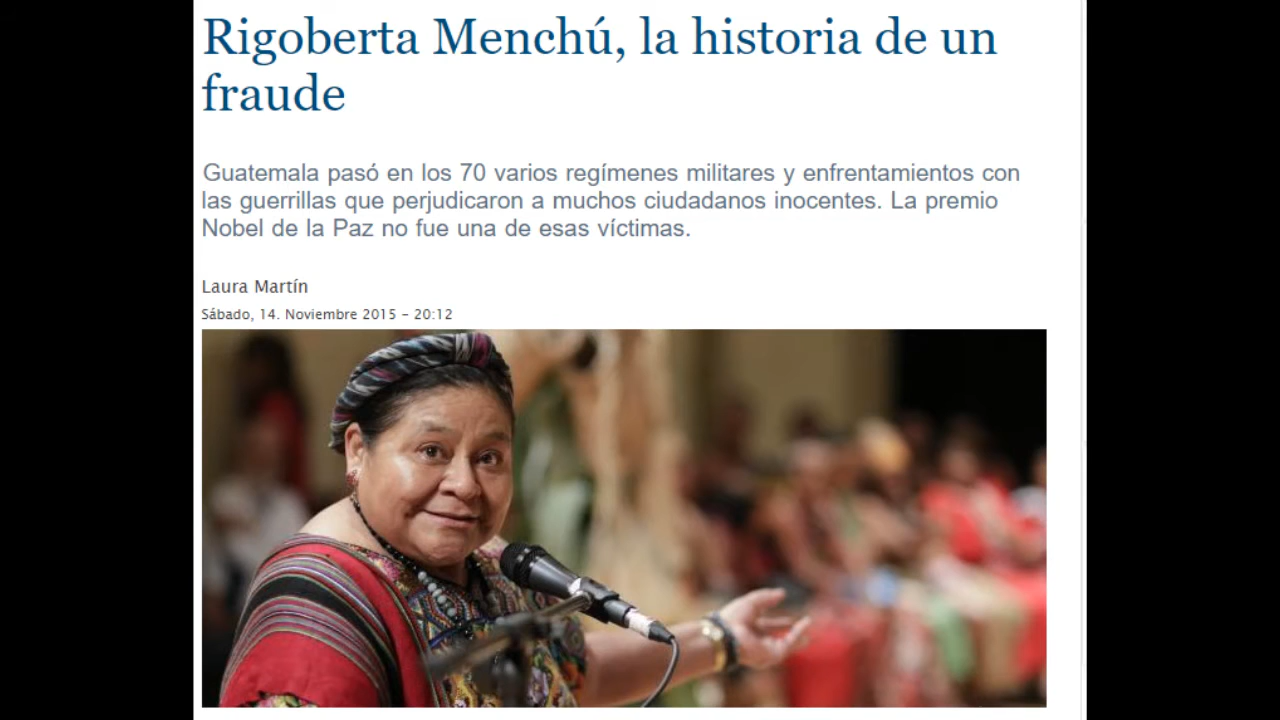 Rigoberta Menchú, la historia de un
fraude
Guatemala pasó en los 70 varios regímenes militares y enfrentamientos con
las guerrillas que perjudicaron a muchos ciudadanos inocentes. La premio
Nobel de la Paz no fue una de esas víctimas.
Laura Martín
Sábado, 14. Noviembre 2015 - 20:12